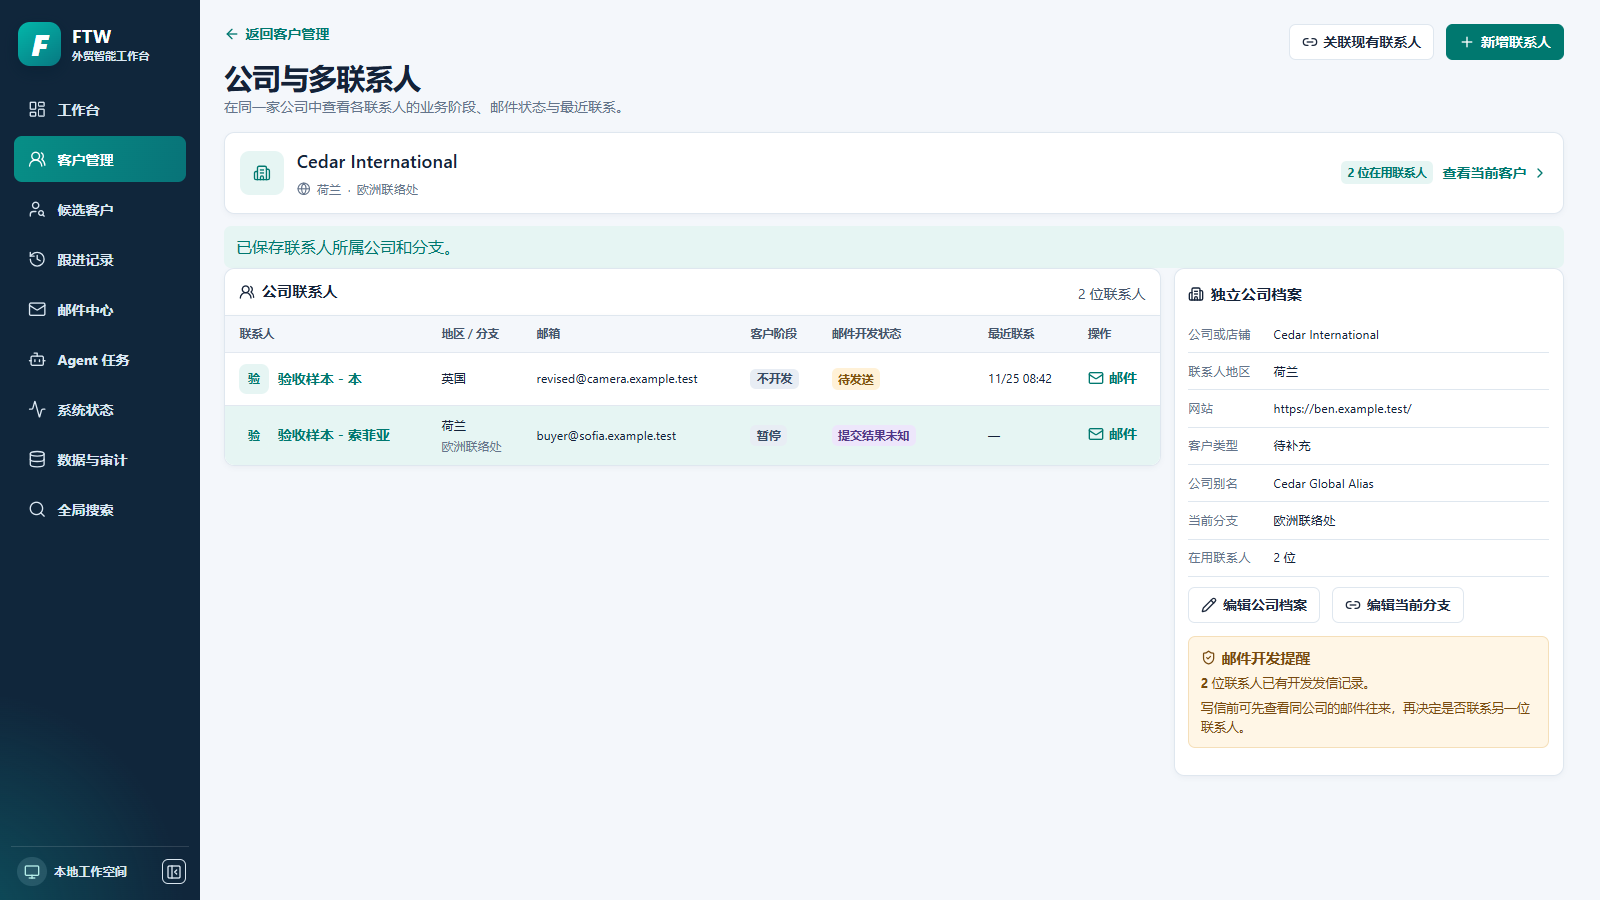 F
FTW
外贸智能工作台
工作台
客户管理
候选客户
跟进记录
邮件中心
Agent 任务
系统状态
数据与审计
全局搜索
本地工作空间
返回客户管理
关联现有联系人
新增联系人
公司与多联系人
在同一家公司中查看各联系人的业务阶段、邮件状态与最近联系。
Cedar International
荷兰 · 欧洲联络处
2 位在用联系人
查看当前客户
已保存联系人所属公司和分支。
公司联系人
2 位联系人
联系人 地区 / 分支 邮箱 客户阶段 邮件开发状态 最近联系 操作
验 验收样本 - 本 英国 revised@camera.example.test 不开发 待发送 11/25 08:42 邮件
验 验收样本 - 索菲亚 荷兰 buyer@sofia.example.test 暂停 提交结果未知 — 邮件
欧洲联络处
独立公司档案
公司或店铺 Cedar International
联系人地区 荷兰
网站 https://ben.example.test/
客户类型 待补充
公司别名 Cedar Global Alias
当前分支 欧洲联络处
在用联系人 2 位
编辑公司档案
编辑当前分支
邮件开发提醒
2 位联系人已有开发发信记录。
写信前可先查看同公司的邮件往来，再决定是否联系另一位
联系人。